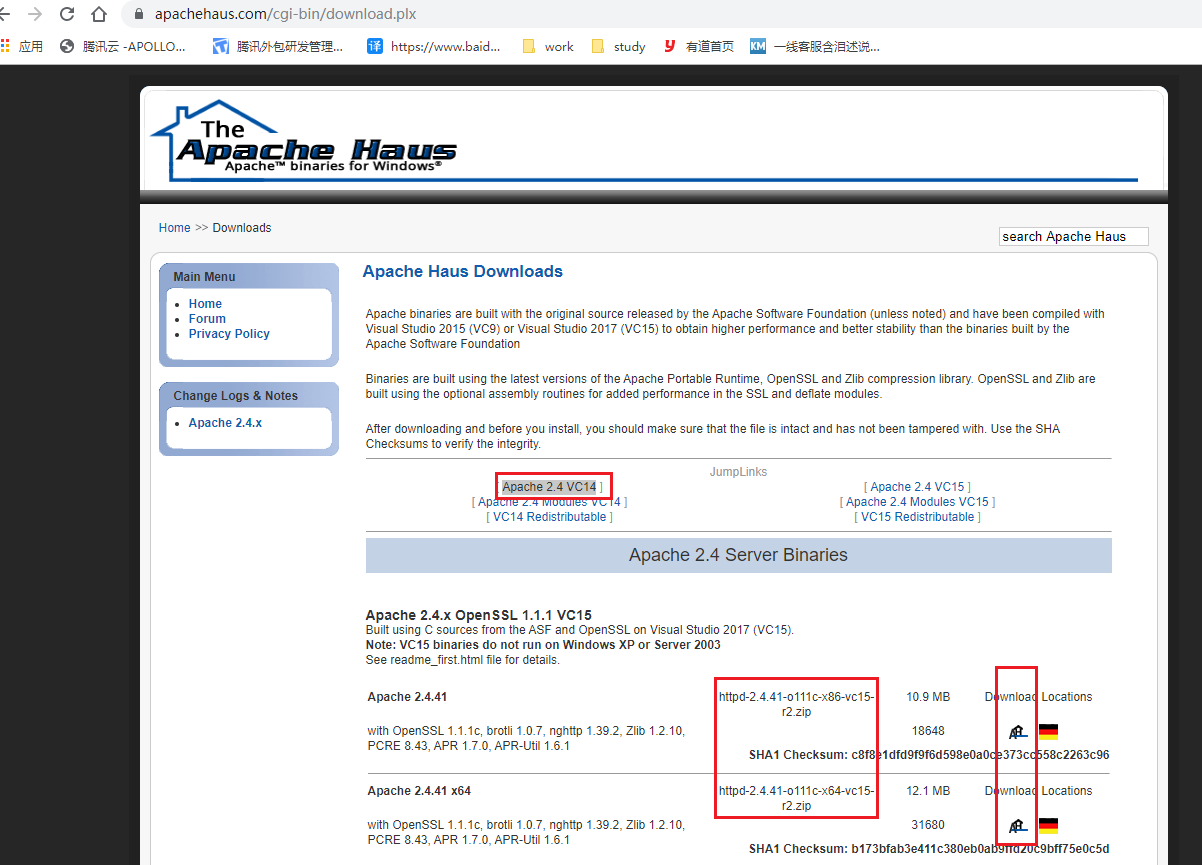 apachehaus.com/cgi-bin/download.plx
应用 腾讯云 -APOLLO... 腾讯外包研发管理... 译 https://www.baid... work study y 有道首页 KM 一线客服含泪述说...
The
Apache Haus
Apache™ binaries for Windows®
Home >> Downloads
search Apache Haus
Main Menu
Home
Forum
Privacy Policy
Change Logs & Notes
Apache 2.4.x
Apache Haus Downloads
Apache binaries are built with the original source released by the Apache Software Foundation (unless noted) and have been compiled with
Visual Studio 2015 (VC9) or Visual Studio 2017 (VC15) to obtain higher performance and better stability than the binaries built by the
Apache Software Foundation
Binaries are built using the latest versions of the Apache Portable Runtime, OpenSSL and Zlib compression library. OpenSSL and Zlib are
built using the optional assembly routines for added performance in the SSL and deflate modules.
After downloading and before you install, you should make sure that the file is intact and has not been tampered with. Use the SHA
Checksums to verify the integrity.
JumpLinks
Apache 2.4 VC14 ] [ Apache 2.4 VC15 ]
[ Apache 2.4 Modules VC14 ] [ Apache 2.4 Modules VC15 ]
[ VC14 Redistributable ] [ VC15 Redistributable ]
Apache 2.4 Server Binaries
Apache 2.4.x OpenSSL 1.1.1 VC15
Built using C sources from the ASF and OpenSSL on Visual Studio 2017 (VC15).
Note: VC15 binaries do not run on Windows XP or Server 2003
See readme_first.html file for details.
Apache 2.4.41 httpd-2.4.41-o111c-x86-vc15- 10.9 MB Download Locations
r2.zip
with OpenSSL 1.1.1c, brotli 1.0.7, nghttp 1.39.2, Zlib 1.2.10, 18648
PCRE 8.43, APR 1.7.0, APR-Util 1.6.1
SHA1 Checksum: c8f8e1dfd9f9f6d598e0a0ce373cc558c2263c96
Apache 2.4.41 x64 httpd-2.4.41-o111c-x64-vc15- 12.1 MB Download Locations
r2.zip
with OpenSSL 1.1.1c, brotli 1.0.7, nghttp 1.39.2, Zlib 1.2.10, 31680
PCRE 8.43, APR 1.7.0, APR-Util 1.6.1
SHA1 Checksum: b173bfab3e411c380eb0ab9ffd20c9bff75e0c5d